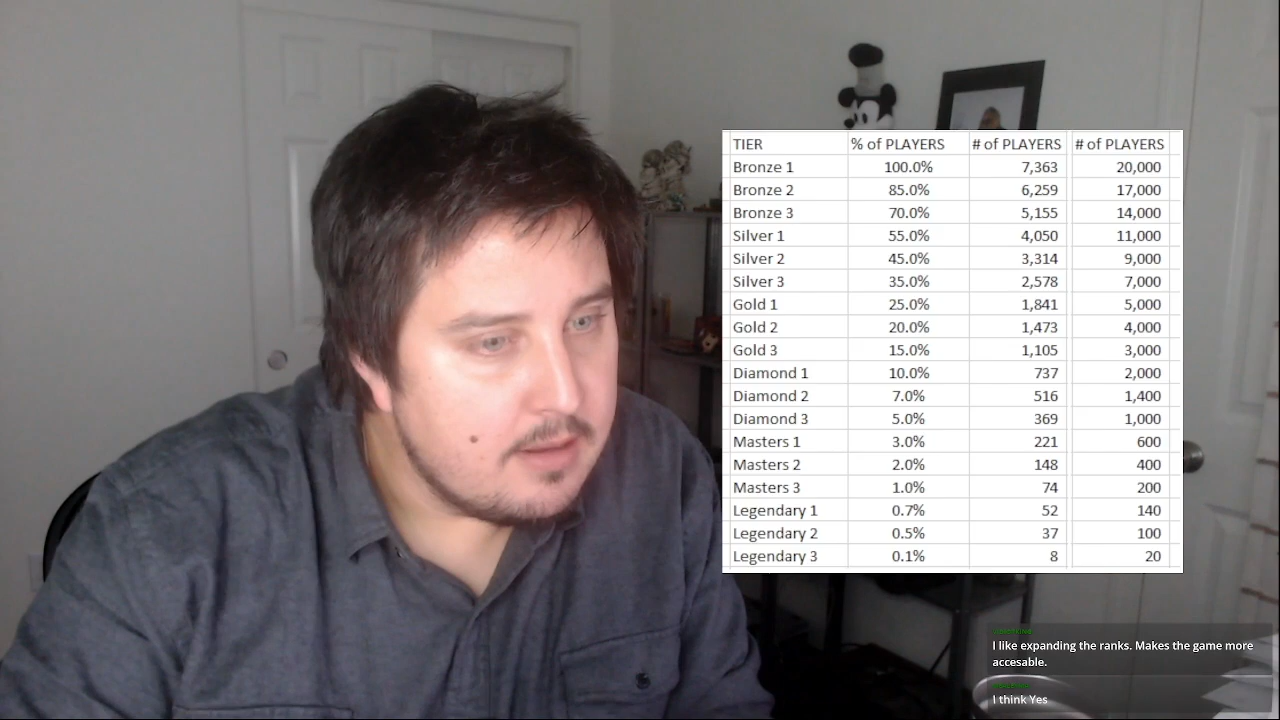 TIER % of PLAYERS # of PLAYERS # of PLAYERS
Bronze 1 100.0% 7,363 20,000
Bronze 2 85.0% 6,259 17,000
Bronze 3 70.0% 5,155 14,000
Silver 1 55.0% 4,050 11,000
Silver 2 45.0% 3,314 9,000
Silver 3 35.0% 2,578 7,000
Gold 1 25.0% 1,841 5,000
Gold 2 20.0% 1,473 4,000
Gold 3 15.0% 1,105 3,000
Diamond 1 10.0% 737 2,000
Diamond 2 7.0% 516 1,400
Diamond 3 5.0% 369 1,000
Masters 1 3.0% 221 600
Masters 2 2.0% 148 400
Masters 3 1.0% 74 200
Legendary 1 0.7% 52 140
Legendary 2 0.5% 37 100
Legendary 3 0.1% 8 20
I like expanding the ranks. Makes the game more
accesable.
I think Yes